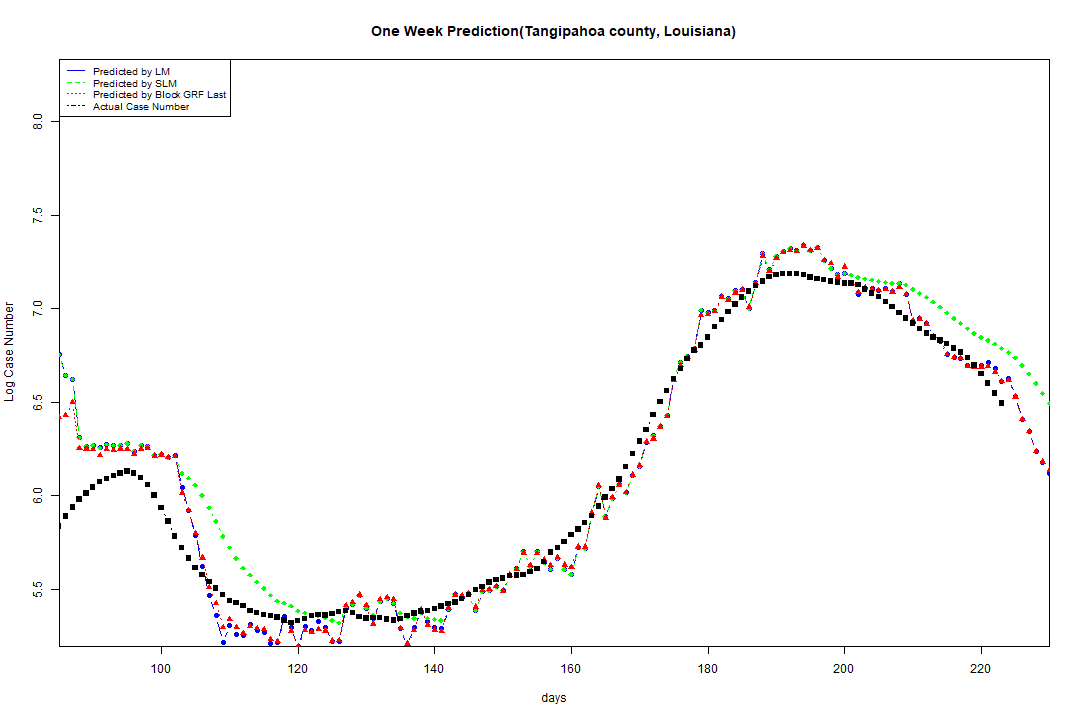 One Week Prediction(Tangipahoa county, Louisiana)
Predicted by LM
Predicted by SLM
Predicted by Block GRF Last
Actual Case Number
8.0
7.5
7.0
6.5
6.0
5.5
Log Case Number
100 120 140 160 180 200 220
days